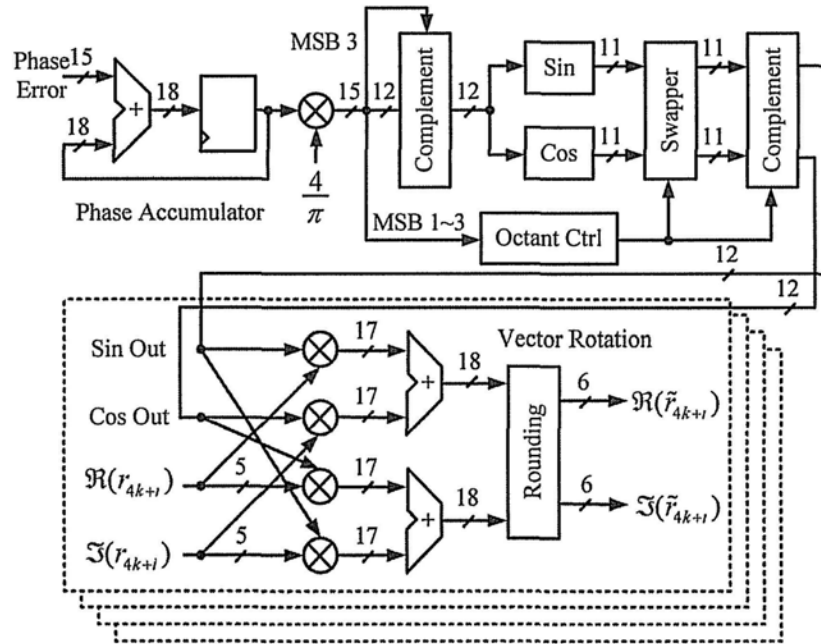 MSB 3
Phase
Error
15
18
+
18
Phase Accumulator
4/π
15
12
Complement
12
Sin
Cos
11
11
Swapper
11
11
Complement
MSB 1~3
Octant Ctrl
12
12
Vector Rotation
Sin Out
17
18
6
ℜ(r̃4k+i)
Cos Out
17
+
Rounding
ℜ(r4k+i)
5
17
18
6
ℑ(r̃4k+i)
ℑ(r4k+i)
5
17
+